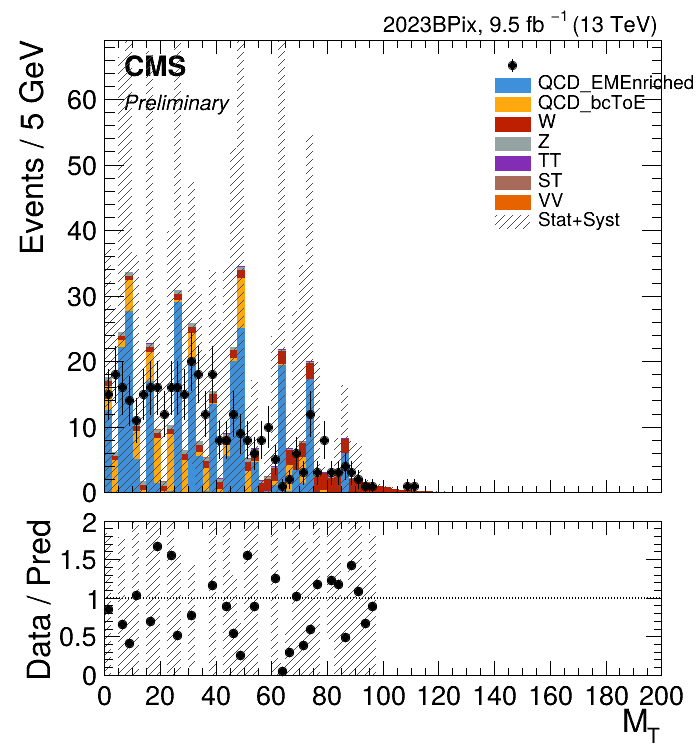 2023BPix, 9.5 fb⁻¹ (13 TeV)
Events / 5 GeV
CMS
Preliminary
QCD_EMEnriched
QCD_bcToE
W
Z
TT
ST
VV
Stat+Syst
60
50
40
30
20
10
0
Data / Pred
2
1.5
1
0.5
0
0 20 40 60 80 100 120 140 160 180 200
M_T